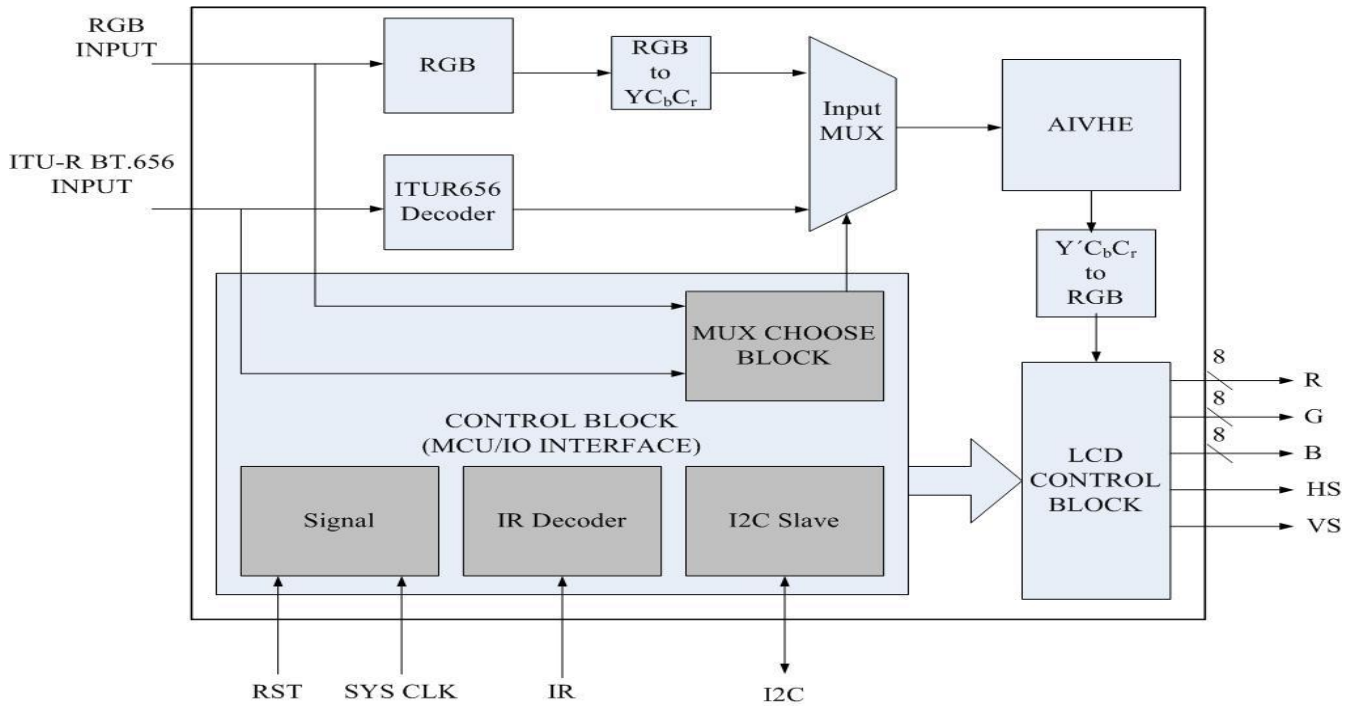 RGB
INPUT
RGB
RGB
to
YCbCr
Input
MUX
AIVHE
ITU-R BT.656
INPUT
ITUR656
Decoder
Y´CbCr
to
RGB
MUX CHOOSE
BLOCK
CONTROL BLOCK
(MCU/IO INTERFACE)
Signal
IR Decoder
I2C Slave
LCD
CONTROL
BLOCK
8
R
8
G
8
B
HS
VS
RST
SYS CLK
IR
I2C